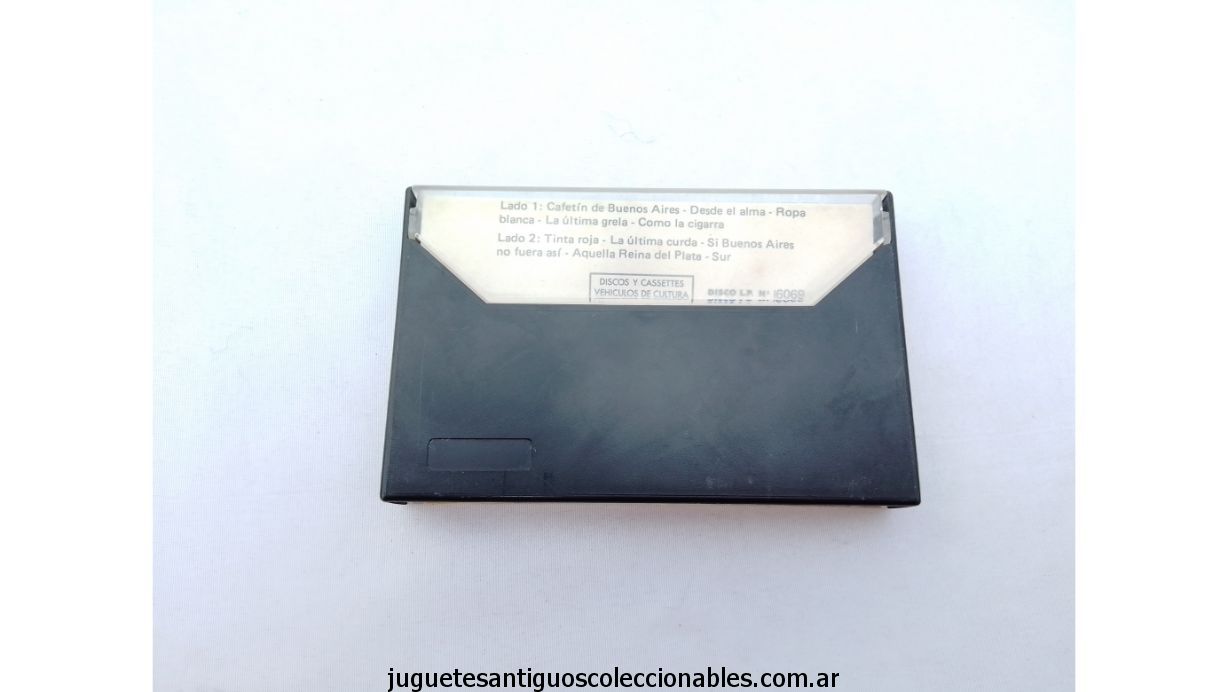 Lado 1: Cafetín de Buenos Aires - Desde el alma - Ropa
blanca - La última grela - Como la cigarra
Lado 2: Tinta roja - La última curda - Si Buenos Aires
no fuera así - Aquella Reina del Plata - Sur
DISCOS Y CASSETTES
VEHICULOS DE CULTURA
DISCO L.P. Nº 16069
juguetesantiguoscoleccionables.com.ar